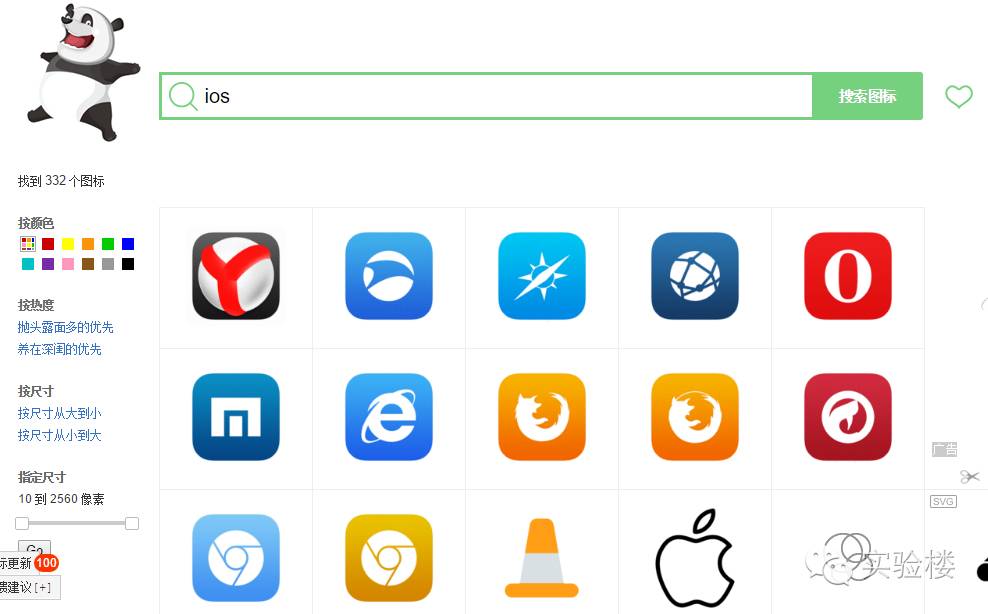 ios
搜索图标
找到 332 个图标
按颜色
按热度
抛头露面多的优先
养在深闺的优先
按尺寸
按尺寸从大到小
按尺寸从小到大
指定尺寸
10 到 2560 像素
Go
标更新 100
馈建议 [+]
广告
SVG
实验楼